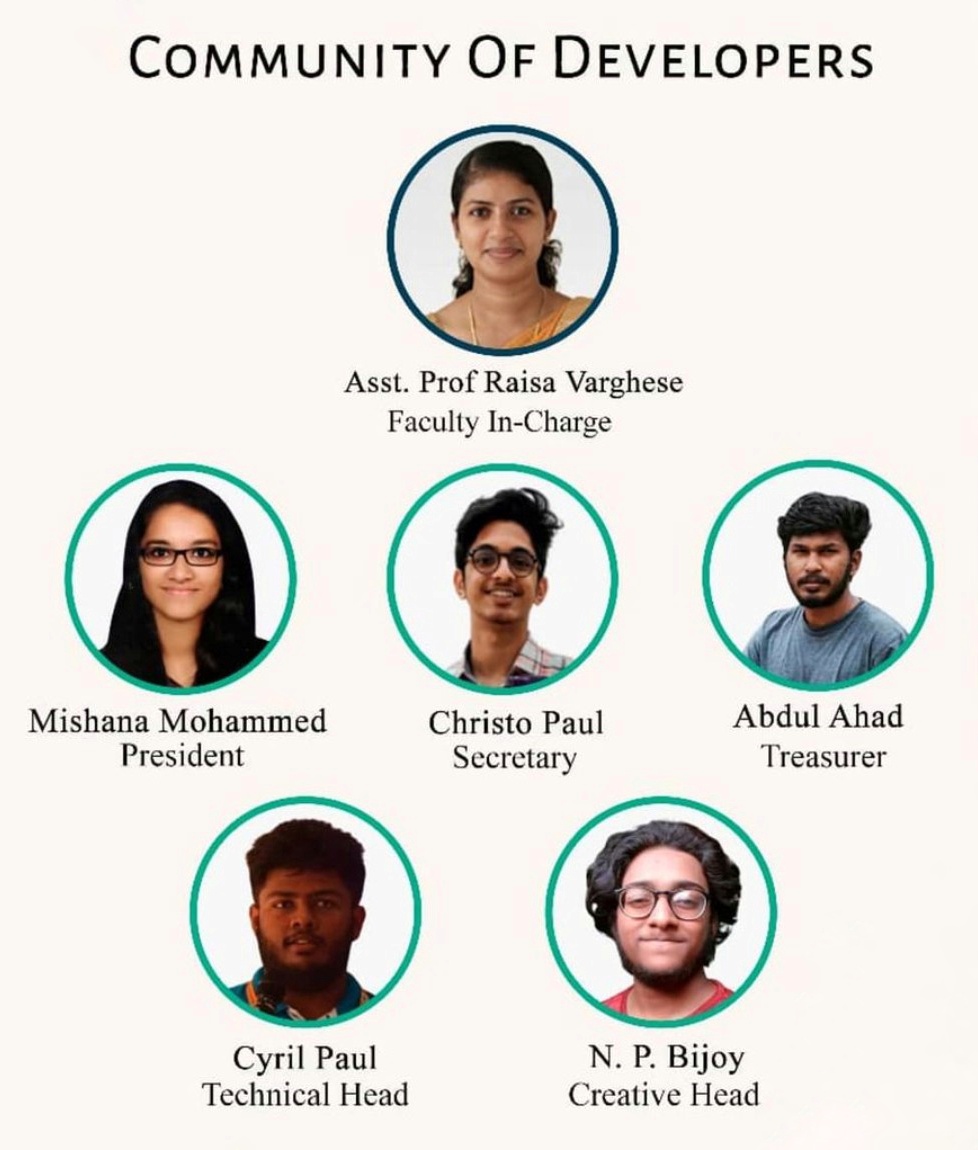 COMMUNITY OF DEVELOPERS
Asst. Prof Raisa Varghese
Faculty In-Charge
Mishana Mohammed
President
Christo Paul
Secretary
Abdul Ahad
Treasurer
Cyril Paul
Technical Head
N. P. Bijoy
Creative Head